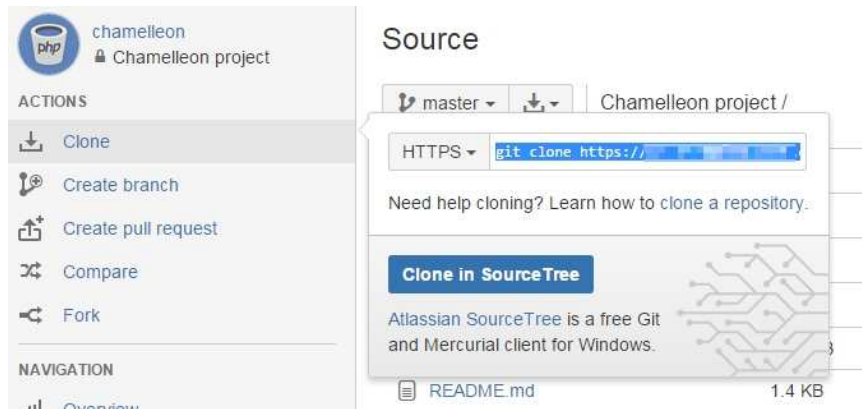 php
chamelleon
Chamelleon project
ACTIONS
Clone
Create branch
Create pull request
Compare
Fork
NAVIGATION
Overview
Source
master
Chamelleon project /
HTTPS
git clone https://
Need help cloning? Learn how to clone a repository.
Clone in SourceTree
Atlassian SourceTree is a free Git
and Mercurial client for Windows.
README.md 1.4 KB